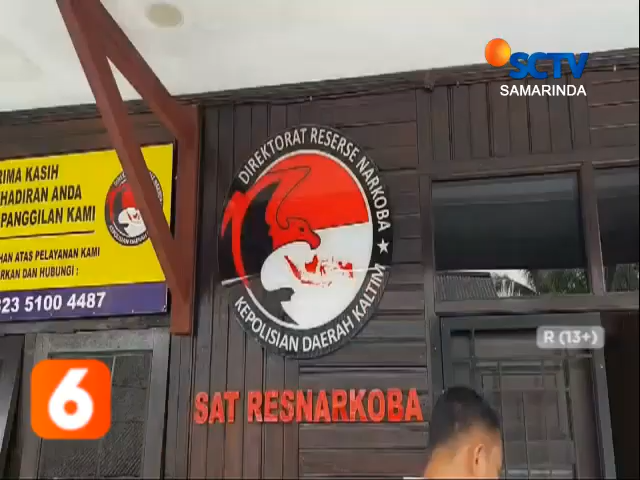 SCTV
SAMARINDA
RIMA KASIH
HADIRAN ANDA
PANGGILAN KAMI
HAN ATAS PELAYANAN KAMI
RKAN DAN HUBUNGI :
823 5100 4487
DIREKTORAT RESERSE NARKOBA
KEPOLISIAN DAERAH KALTIM
SAT RESNARKOBA
R (13+)
6